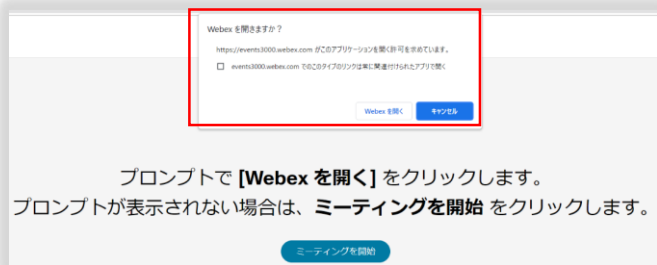 Webex を開きますか？
https://events3000.webex.com がこのアプリケーションを開く許可を求めています。
events3000.webex.com でのこのタイプのリンクは常に関連付けられたアプリで開く
Webex を開く キャンセル
プロンプトで [Webex を開く] をクリックします。
プロンプトが表示されない場合は、ミーティングを開始 をクリックします。
ミーティングを開始